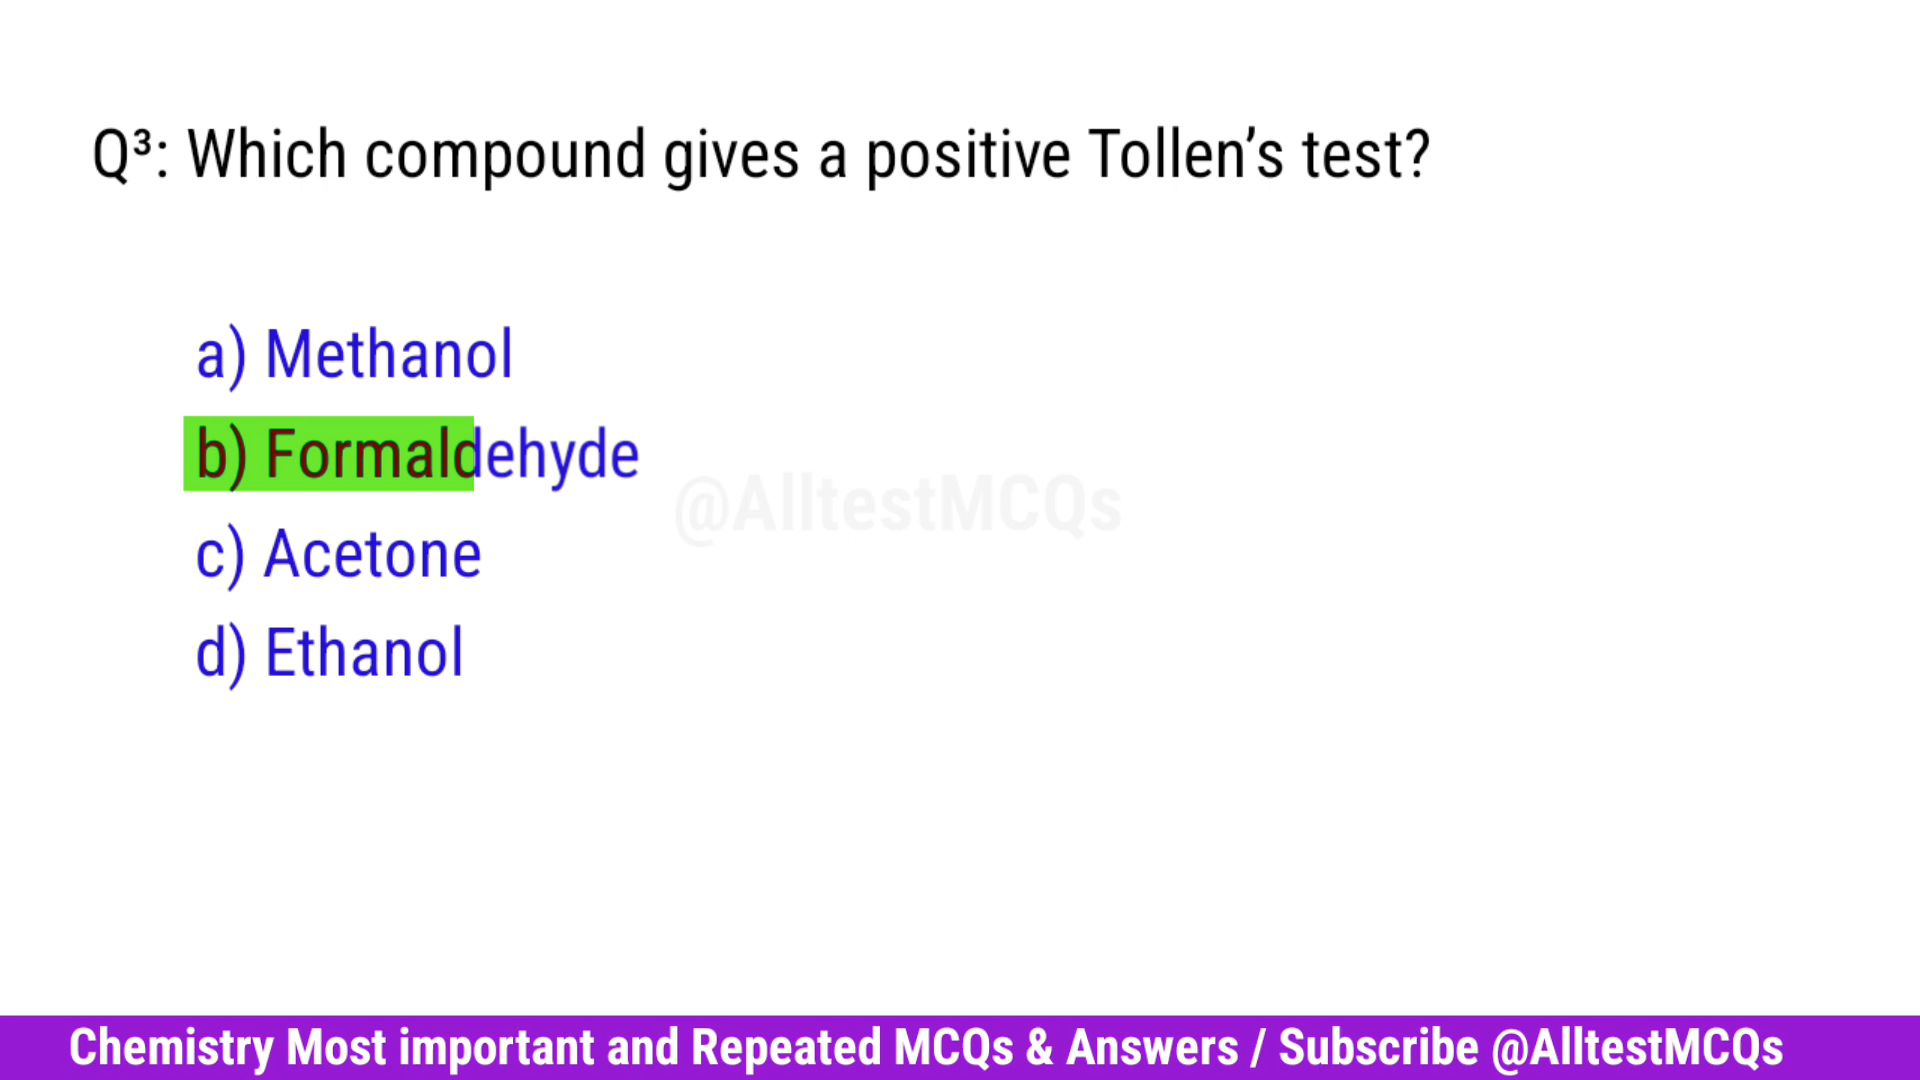 Q³: Which compound gives a positive Tollen’s test?
a) Methanol
b) Formaldehyde
@AlltestMCQs
c) Acetone
d) Ethanol
Chemistry Most important and Repeated MCQs & Answers / Subscribe @AlltestMCQs